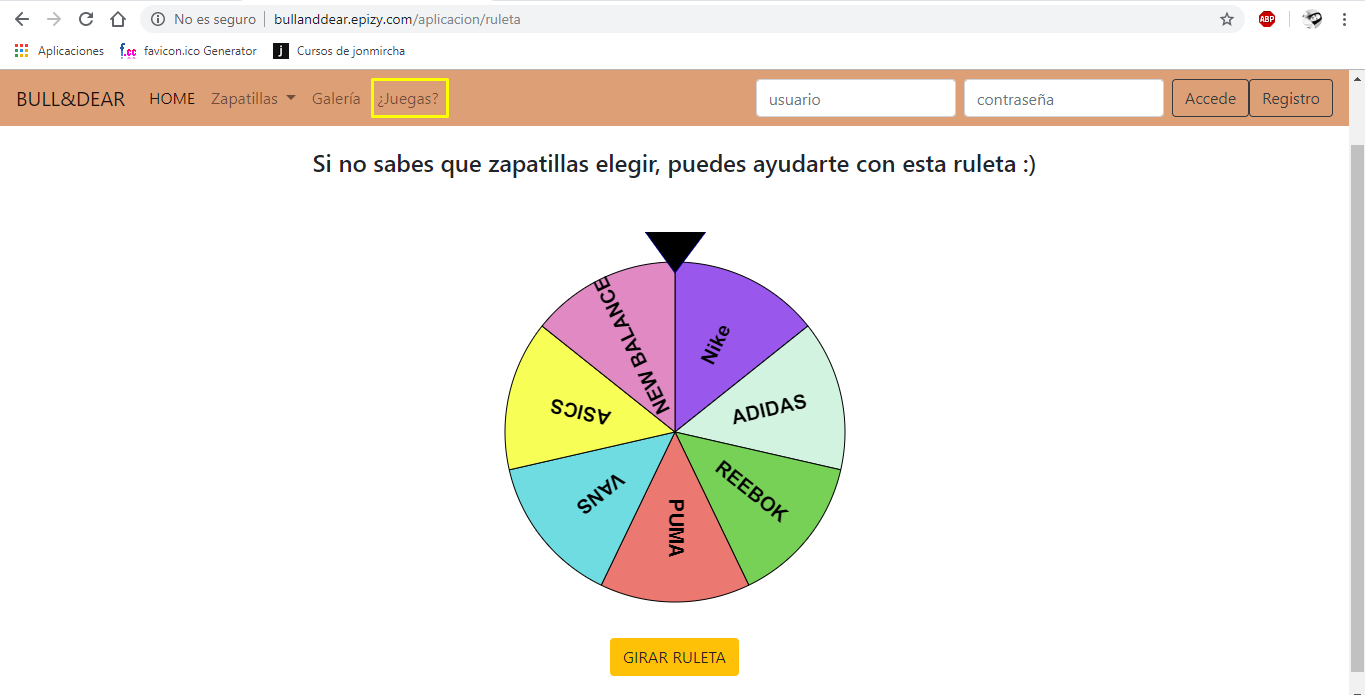 No es seguro | bullanddear.epizy.com/aplicacion/ruleta
ABP
Aplicaciones f.cc favicon.ico Generator j Cursos de jonmircha
BULL&DEAR HOME Zapatillas Galería ¿Juegas? usuario contraseña Accede Registro
Si no sabes que zapatillas elegir, puedes ayudarte con esta ruleta :)
Nike
ADIDAS
REEBOK
PUMA
VANS
ASICS
NEW BALANCE
GIRAR RULETA